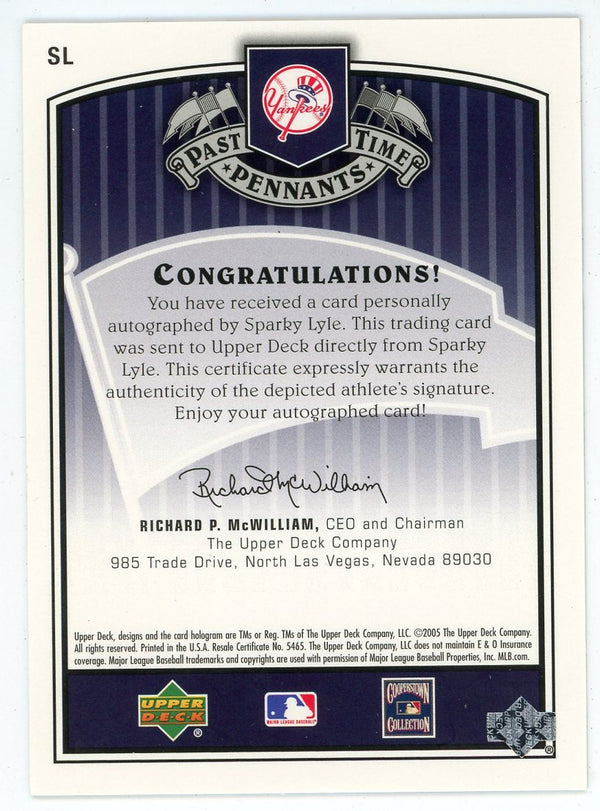 SL
Yankees
PAST TIME
PENNANTS
CONGRATULATIONS!
You have received a card personally
autographed by Sparky Lyle. This trading card
was sent to Upper Deck directly from Sparky
Lyle. This certificate expressly warrants the
authenticity of the depicted athlete's signature.
Enjoy your autographed card!
Richard P. McWilliam
RICHARD P. McWILLIAM, CEO and Chairman
The Upper Deck Company
985 Trade Drive, North Las Vegas, Nevada 89030
Upper Deck, designs and the card hologram are TMs or Reg. TMs of The Upper Deck Company, LLC. ©2005 The Upper Deck Company.
All rights reserved. Printed in the U.S.A. Resale Certificate No. 5465. The Upper Deck Company, LLC does not maintain E & O Insurance
coverage. Major League Baseball trademarks and copyrights are used with permission of Major League Baseball Properties, Inc. MLB.com.
UPPER
DECK
®
MAJOR LEAGUE BASEBALL
COOPERSTOWN
COLLECTION
®